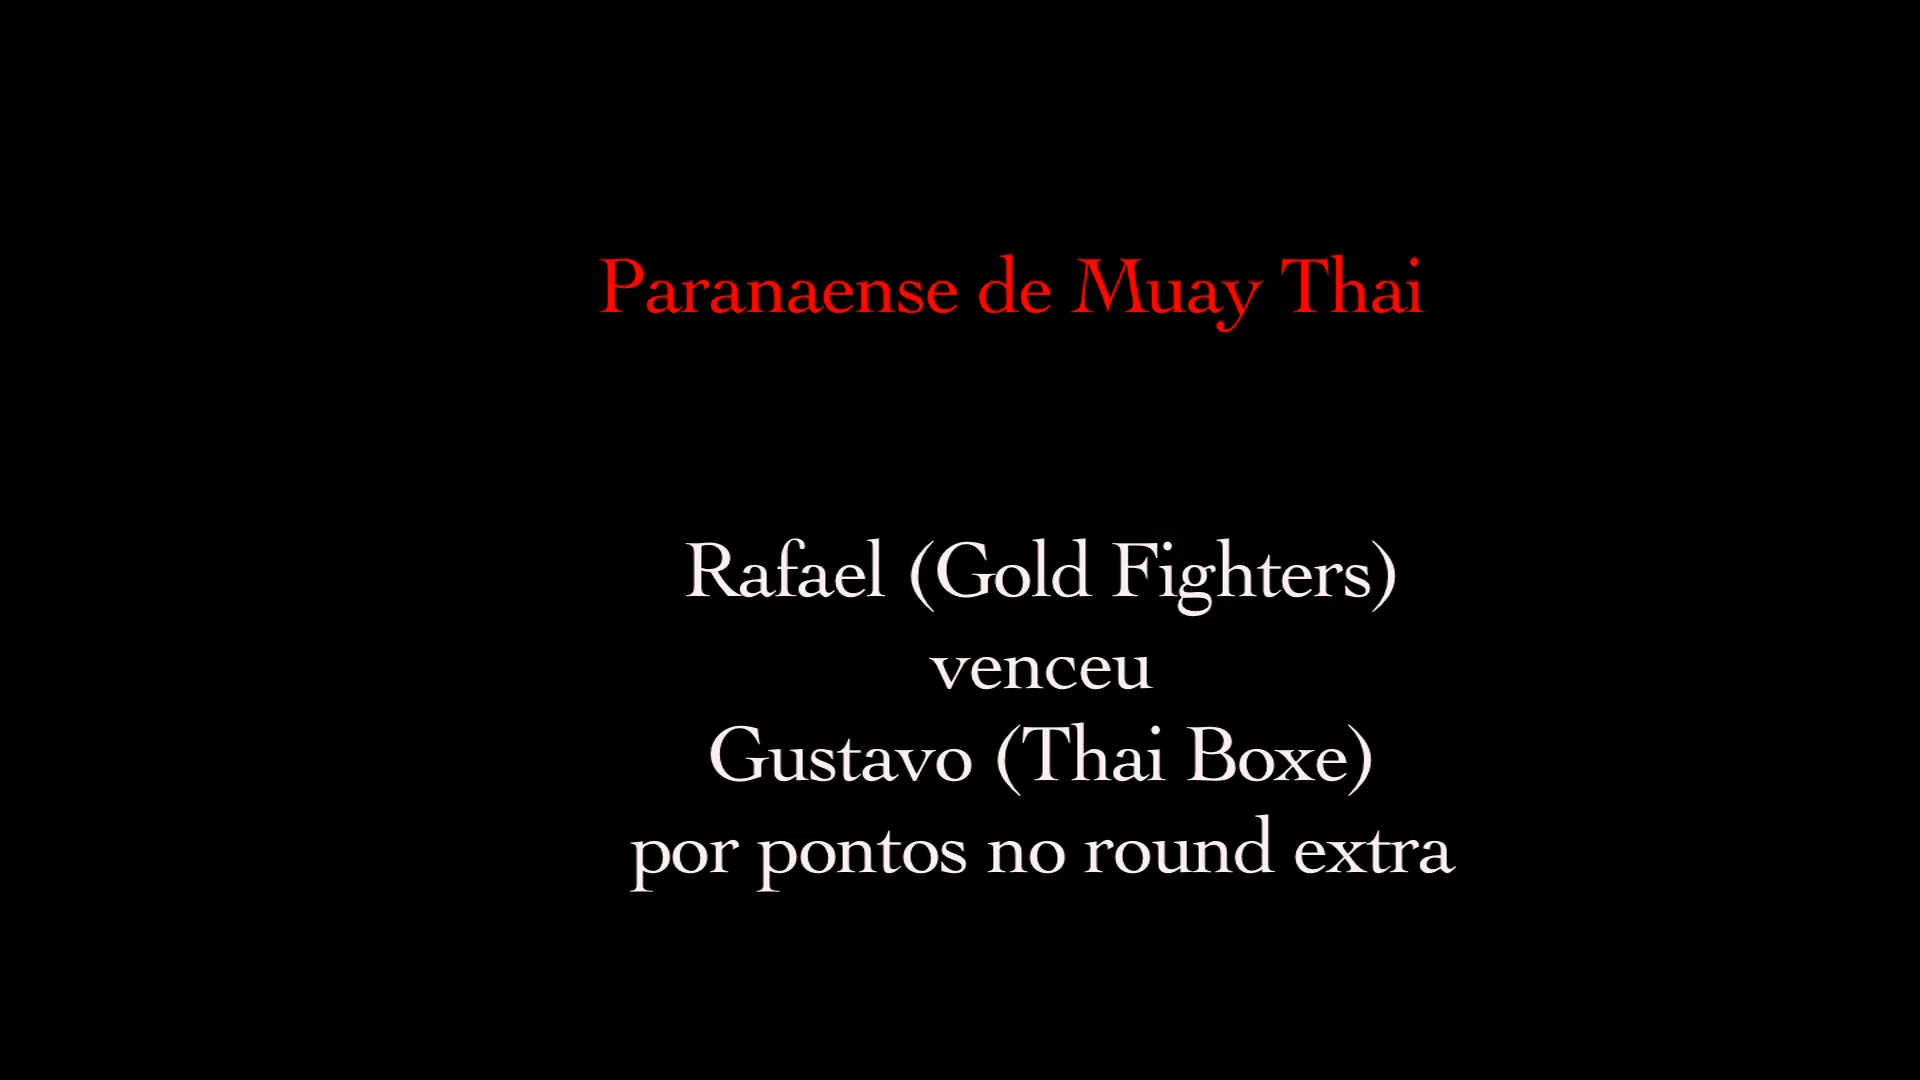 Paranaense de Muay Thai
Rafael (Gold Fighters)
venceu
Gustavo (Thai Boxe)
por pontos no round extra